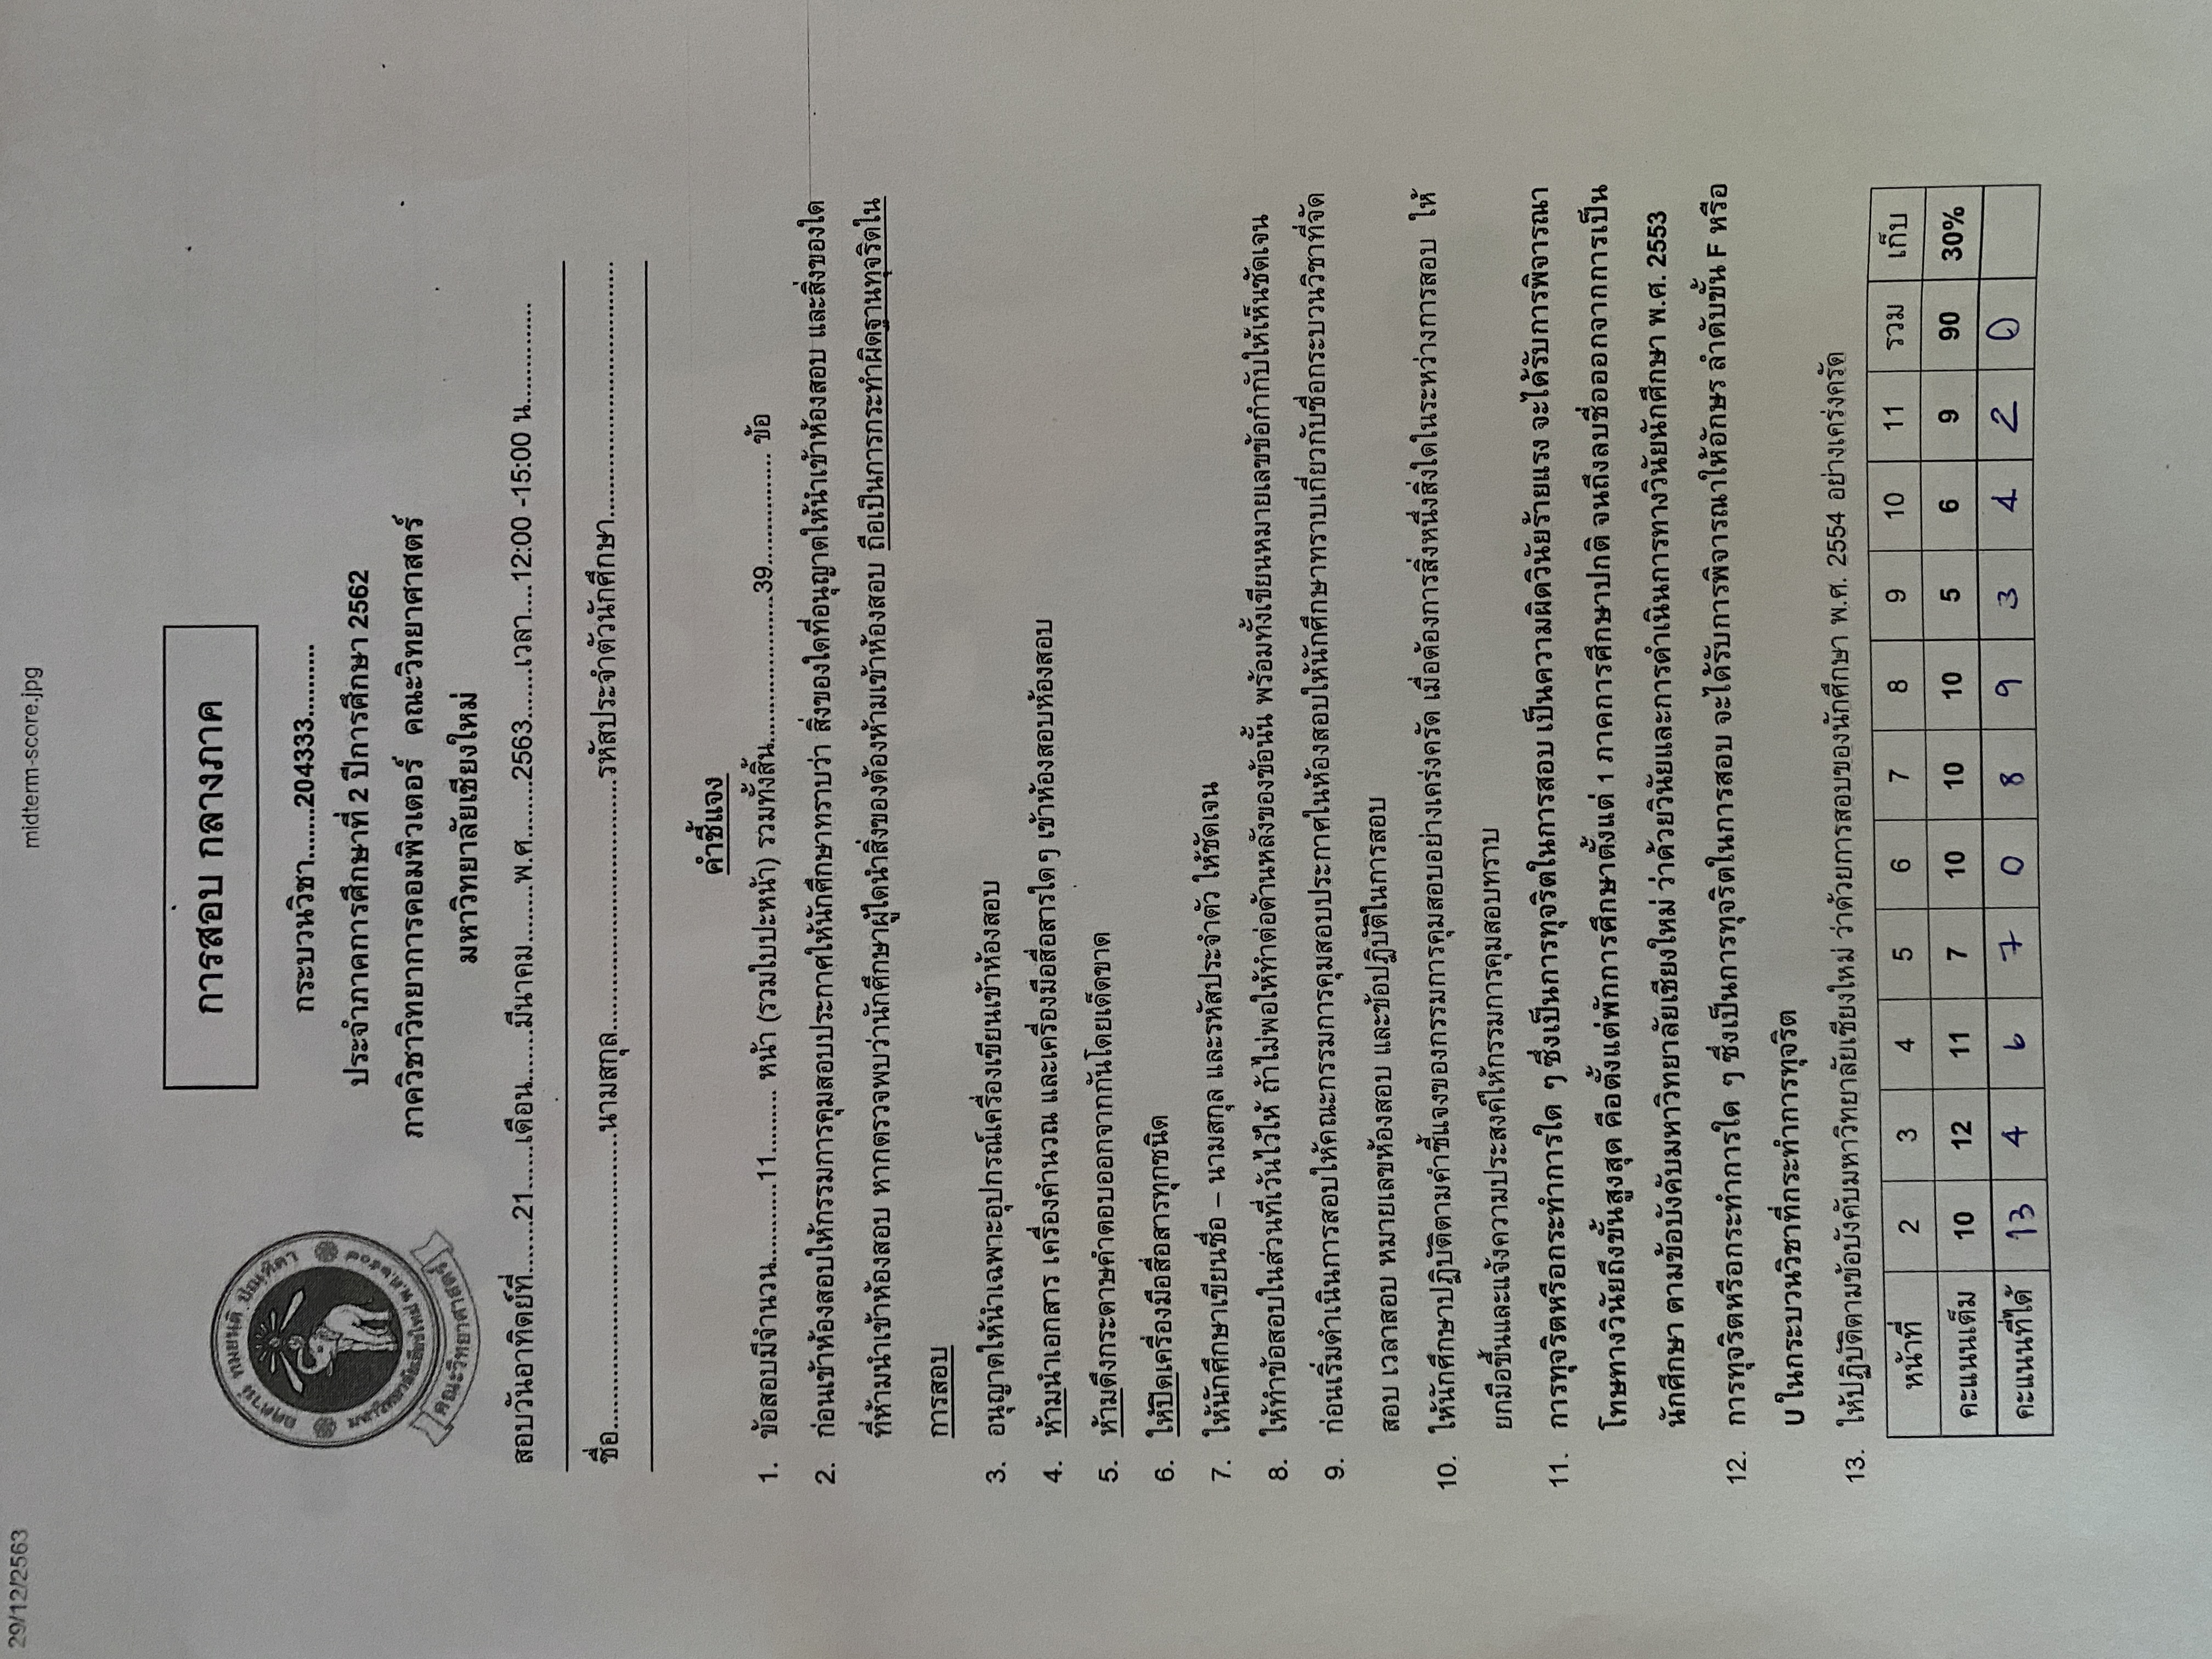 29/12/2563
midterm-score.jpg
การสอบ กลางภาค
อตฺตานํ ทมยนฺติ ปณฺฑิตา
มหาวิทยาลัยเชียงใหม่ พ.ศ.๒๕๐๗
คณะวิทยาศาสตร์
กระบวนวิชา.......204333..........
ประจำภาคการศึกษาที่ 2 ปีการศึกษา 2562
ภาควิชาวิทยาการคอมพิวเตอร์ คณะวิทยาศาสตร์
มหาวิทยาลัยเชียงใหม่
สอบวันอาทิตย์ที่.......21......เดือน.......มีนาคม........พ.ศ........2563.......เวลา....12:00 -15:00 น..............
ชื่อ........................................นามสกุล..................................รหัสประจำตัวนักศึกษา..................................
คำชี้แจง
1. ข้อสอบมีจำนวน...........11......... หน้า (รวมใบปะหน้า) รวมทั้งสิ้น.....................39................ ข้อ
2. ก่อนเข้าห้องสอบให้กรรมการคุมสอบประกาศให้นักศึกษาทราบว่า สิ่งของใดที่อนุญาตให้นำเข้าห้องสอบ และสิ่งของใด
ที่ห้ามนำเข้าห้องสอบ หากตรวจพบว่านักศึกษาผู้ใดนำสิ่งของต้องห้ามเข้าห้องสอบ ถือเป็นการกระทำผิดฐานทุจริตใน
การสอบ
3. อนุญาตให้นำเฉพาะอุปกรณ์เครื่องเขียนเข้าห้องสอบ
4. ห้ามนำเอกสาร เครื่องคำนวณ และเครื่องมือสื่อสารใดๆ เข้าห้องสอบห้องสอบ
5. ห้ามดึงกระดาษคำตอบออกจากกันโดยเด็ดขาด
6. ให้ปิดเครื่องมือสื่อสารทุกชนิด
7. ให้นักศึกษาเขียนชื่อ – นามสกุล และรหัสประจำตัว ให้ชัดเจน
8. ให้ทำข้อสอบในส่วนที่เว้นไว้ให้ ถ้าไม่พอให้ทำต่อด้านหลังของข้อนั้น พร้อมทั้งเขียนหมายเลขข้อกำกับให้เห็นชัดเจน
9. ก่อนเริ่มดำเนินการสอบให้คณะกรรมการคุมสอบประกาศในห้องสอบให้นักศึกษาทราบเกี่ยวกับชื่อกระบวนวิชาที่จัด
สอบ เวลาสอบ หมายเลขห้องสอบ และข้อปฏิบัติในการสอบ
10. ให้นักศึกษาปฏิบัติตามคำชี้แจงของกรรมการคุมสอบอย่างเคร่งครัด เมื่อต้องการสิ่งหนึ่งสิ่งใดในระหว่างการสอบ ให้
ยกมือขึ้นและแจ้งความประสงค์ให้กรรมการคุมสอบทราบ
11. การทุจริตหรือกระทำการใด ๆ ซึ่งเป็นการทุจริตในการสอบ เป็นความผิดวินัยร้ายแรง จะได้รับการพิจารณา
โทษทางวินัยถึงขั้นสูงสุด คือตั้งแต่พักการศึกษาตั้งแต่ 1 ภาคการศึกษาปกติ จนถึงลบชื่อออกจากการเป็น
นักศึกษา ตามข้อบังคับมหาวิทยาลัยเชียงใหม่ ว่าด้วยวินัยและการดำเนินการทางวินัยนักศึกษา พ.ศ. 2553
12. การทุจริตหรือกระทำการใด ๆ ซึ่งเป็นการทุจริตในการสอบ จะได้รับการพิจารณาให้อักษร ลำดับขั้น F หรือ
U ในกระบวนวิชาที่กระทำการทุจริต
13. ให้ปฏิบัติตามข้อบังคับมหาวิทยาลัยเชียงใหม่ ว่าด้วยการสอบของนักศึกษา พ.ศ. 2554 อย่างเคร่งครัด
หน้าที่ 2 3 4 5 6 7 8 9 10 11 รวม เก็บ
คะแนนเต็ม 10 12 11 7 10 10 10 5 6 9 90 30%
คะแนนที่ได้ 13 4 6 7 0 8 9 3 4 2 0